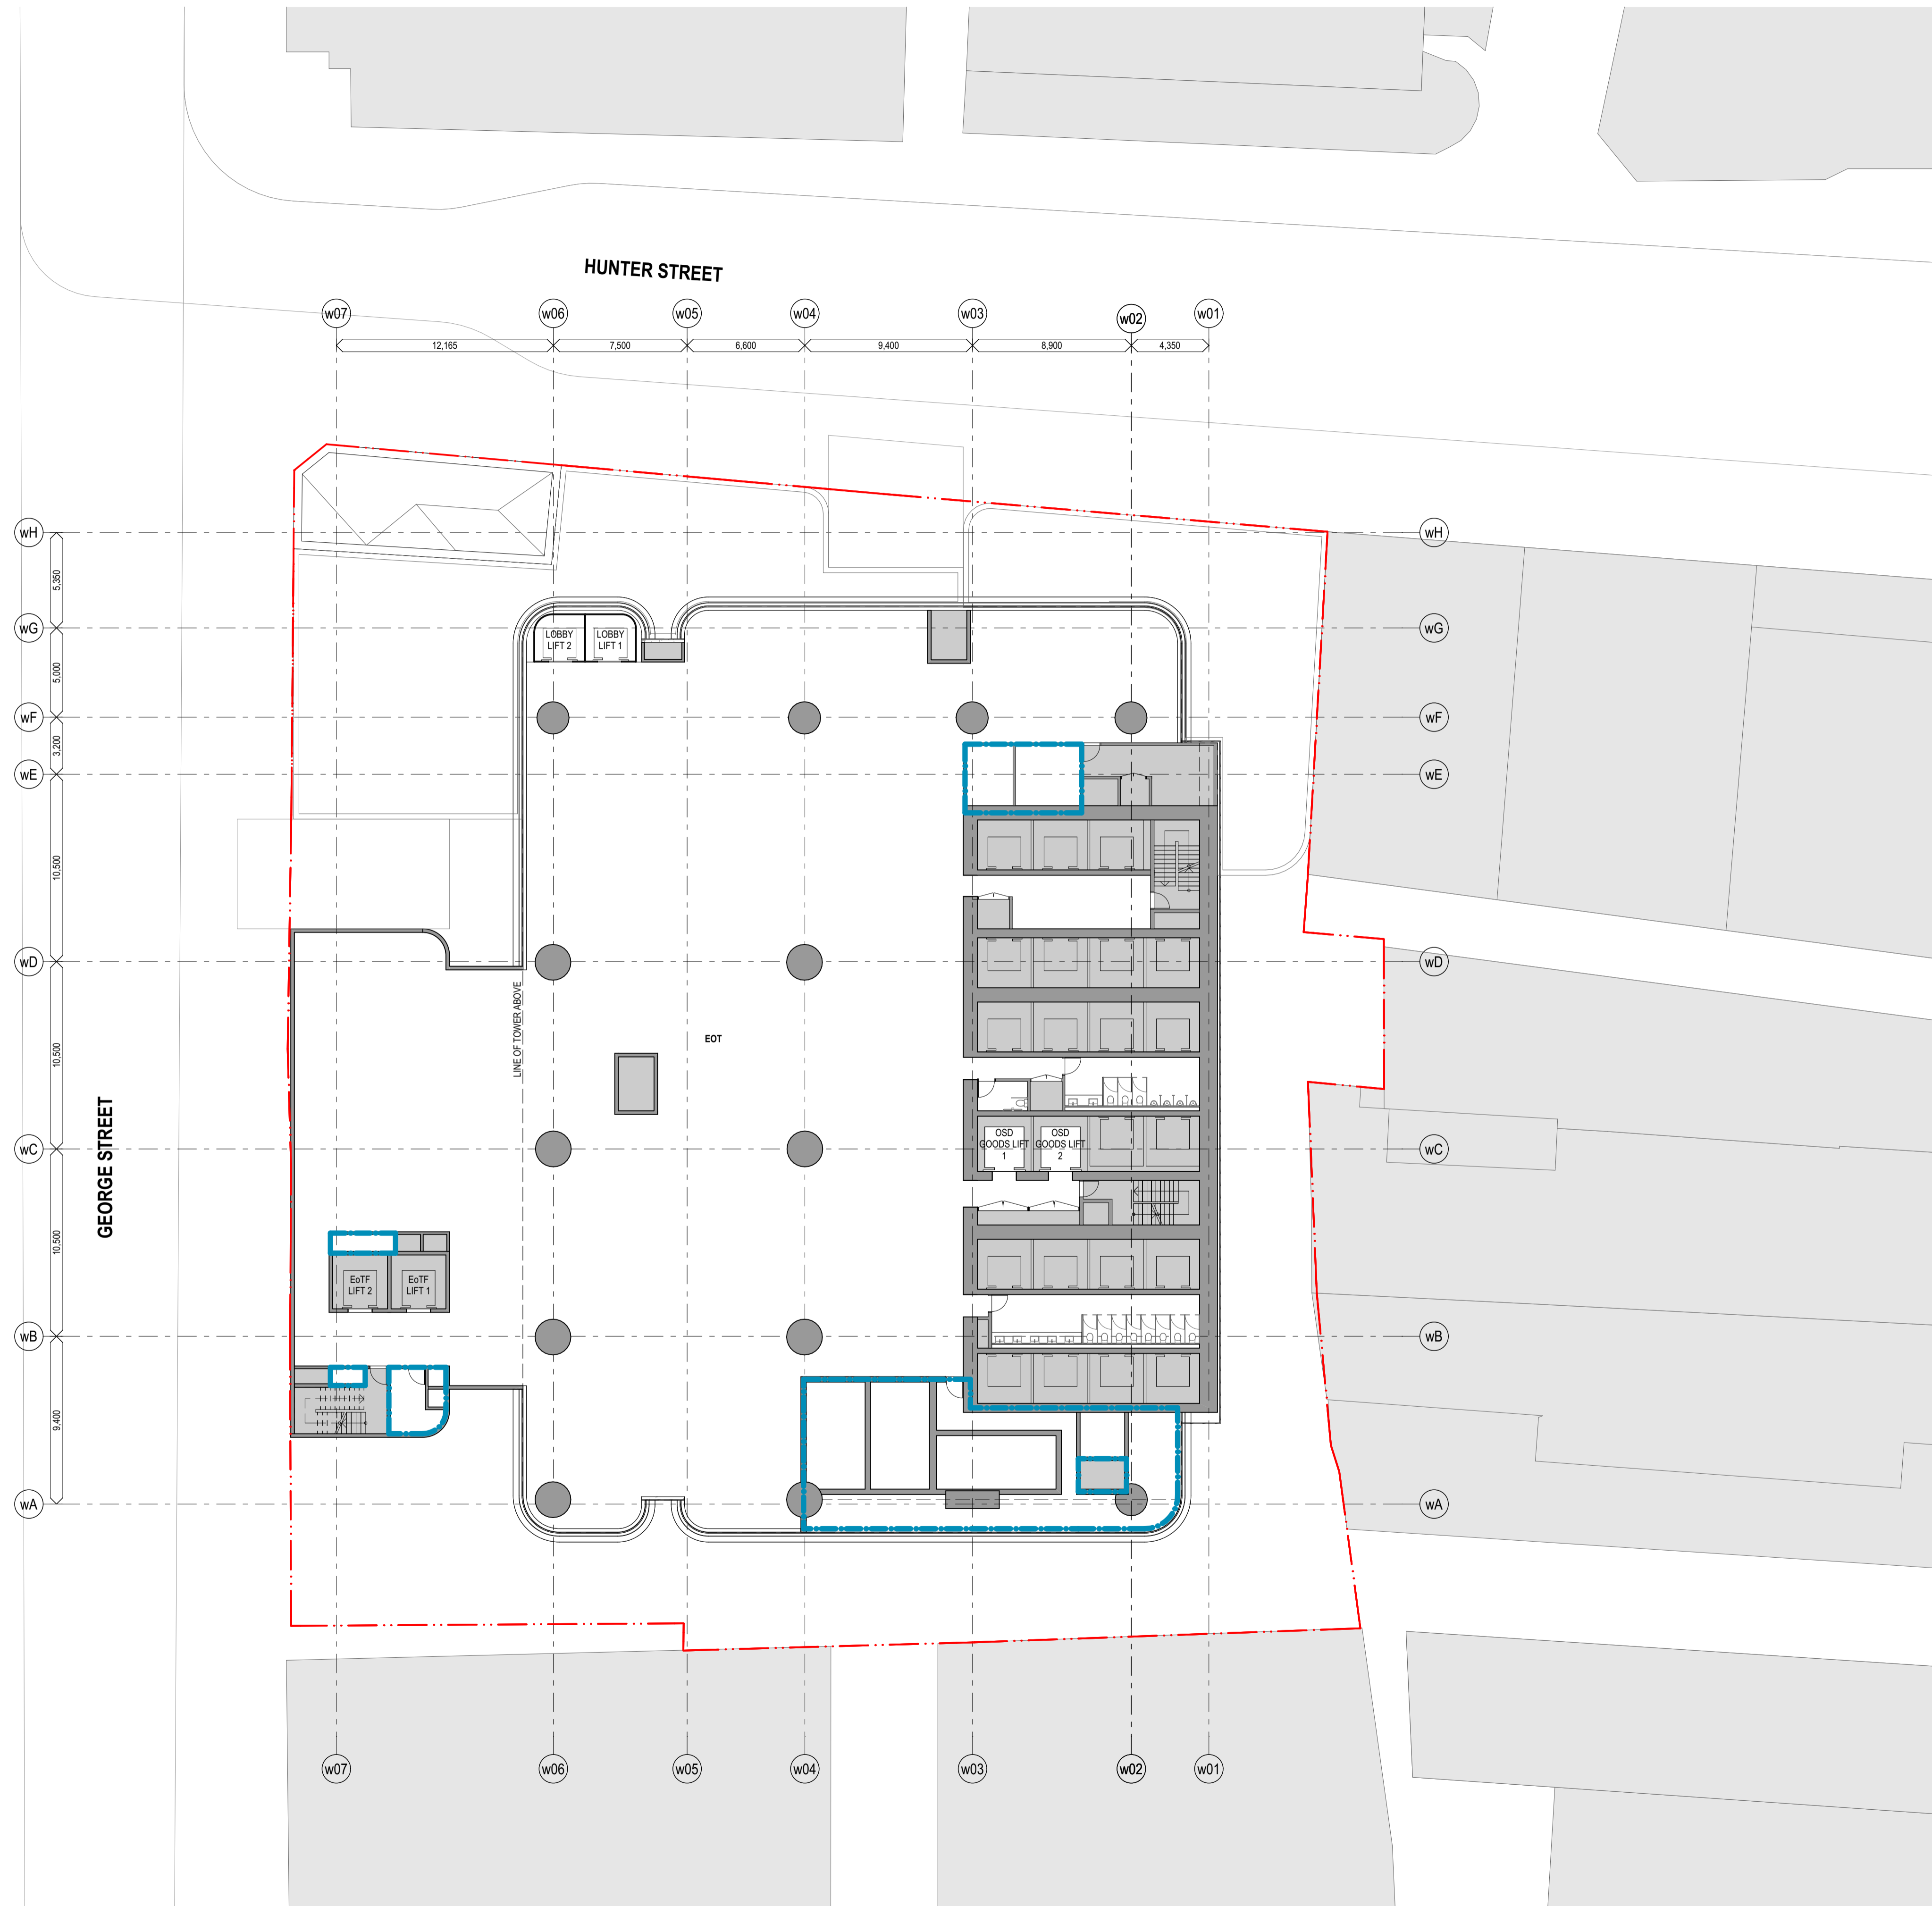 HUNTER STREET
w07
w06
w05
w04
w03
w02
w01
12,165
7,500
6,600
9,400
8,900
4,350
wH
wH
5,350
wG
LOBBY
LIFT 2
LOBBY
LIFT 1
wG
5,000
wF
wF
3,200
wE
wE
10,500
wD
wD
LINE OF TOWER ABOVE
EOT
10,500
GEORGE STREET
wC
OSD
GOODS LIFT
1
OSD
GOODS LIFT
2
wC
10,500
EoTF
LIFT 2
EoTF
LIFT 1
wB
wB
9,400
wA
wA
w07
w06
w05
w04
w03
w02
w01